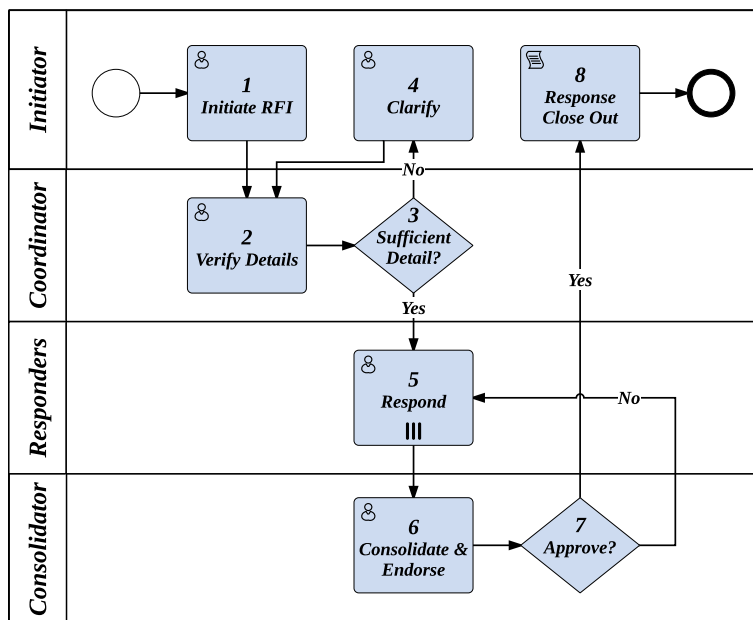 Initiator
1
Initiate RFI
4
Clarify
8
Response
Close Out
No
Coordinator
2
Verify Details
3
Sufficient
Detail?
Yes
Yes
Responders
5
Respond
No
Consolidator
6
Consolidate &
Endorse
7
Approve?